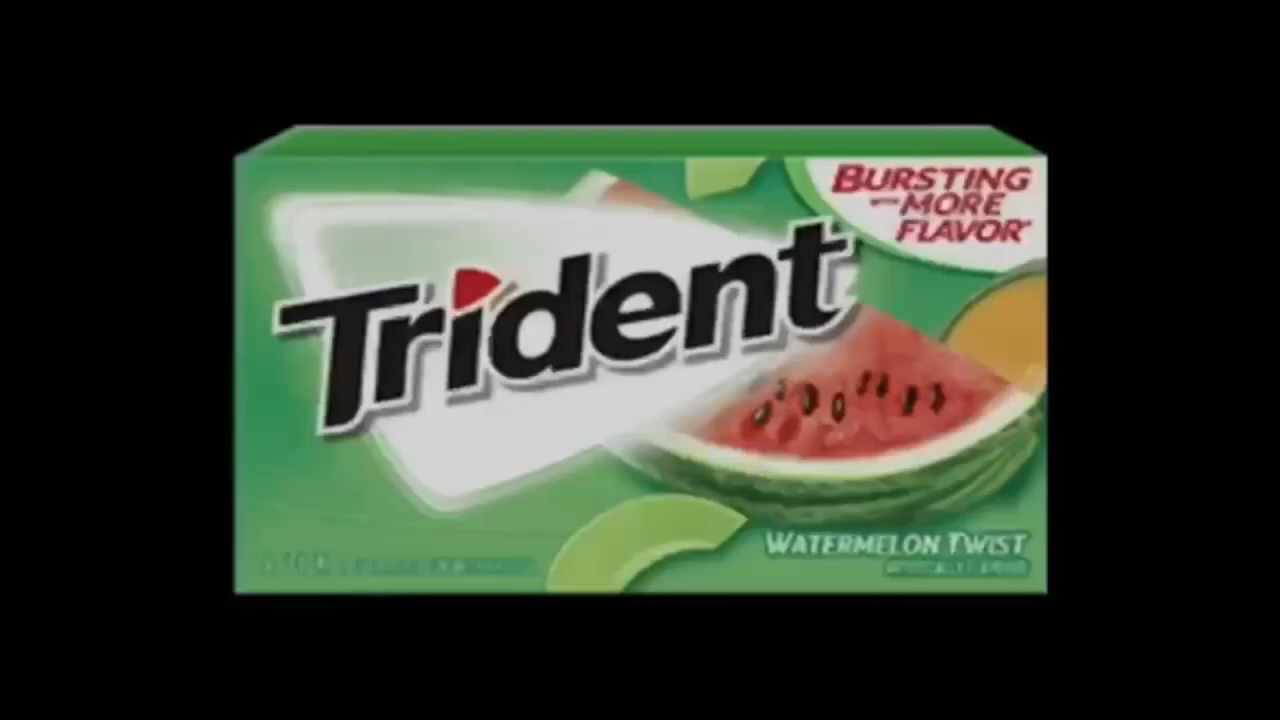 BURSTING
MORE
FLAVOR
Trident
WATERMELON TWIST